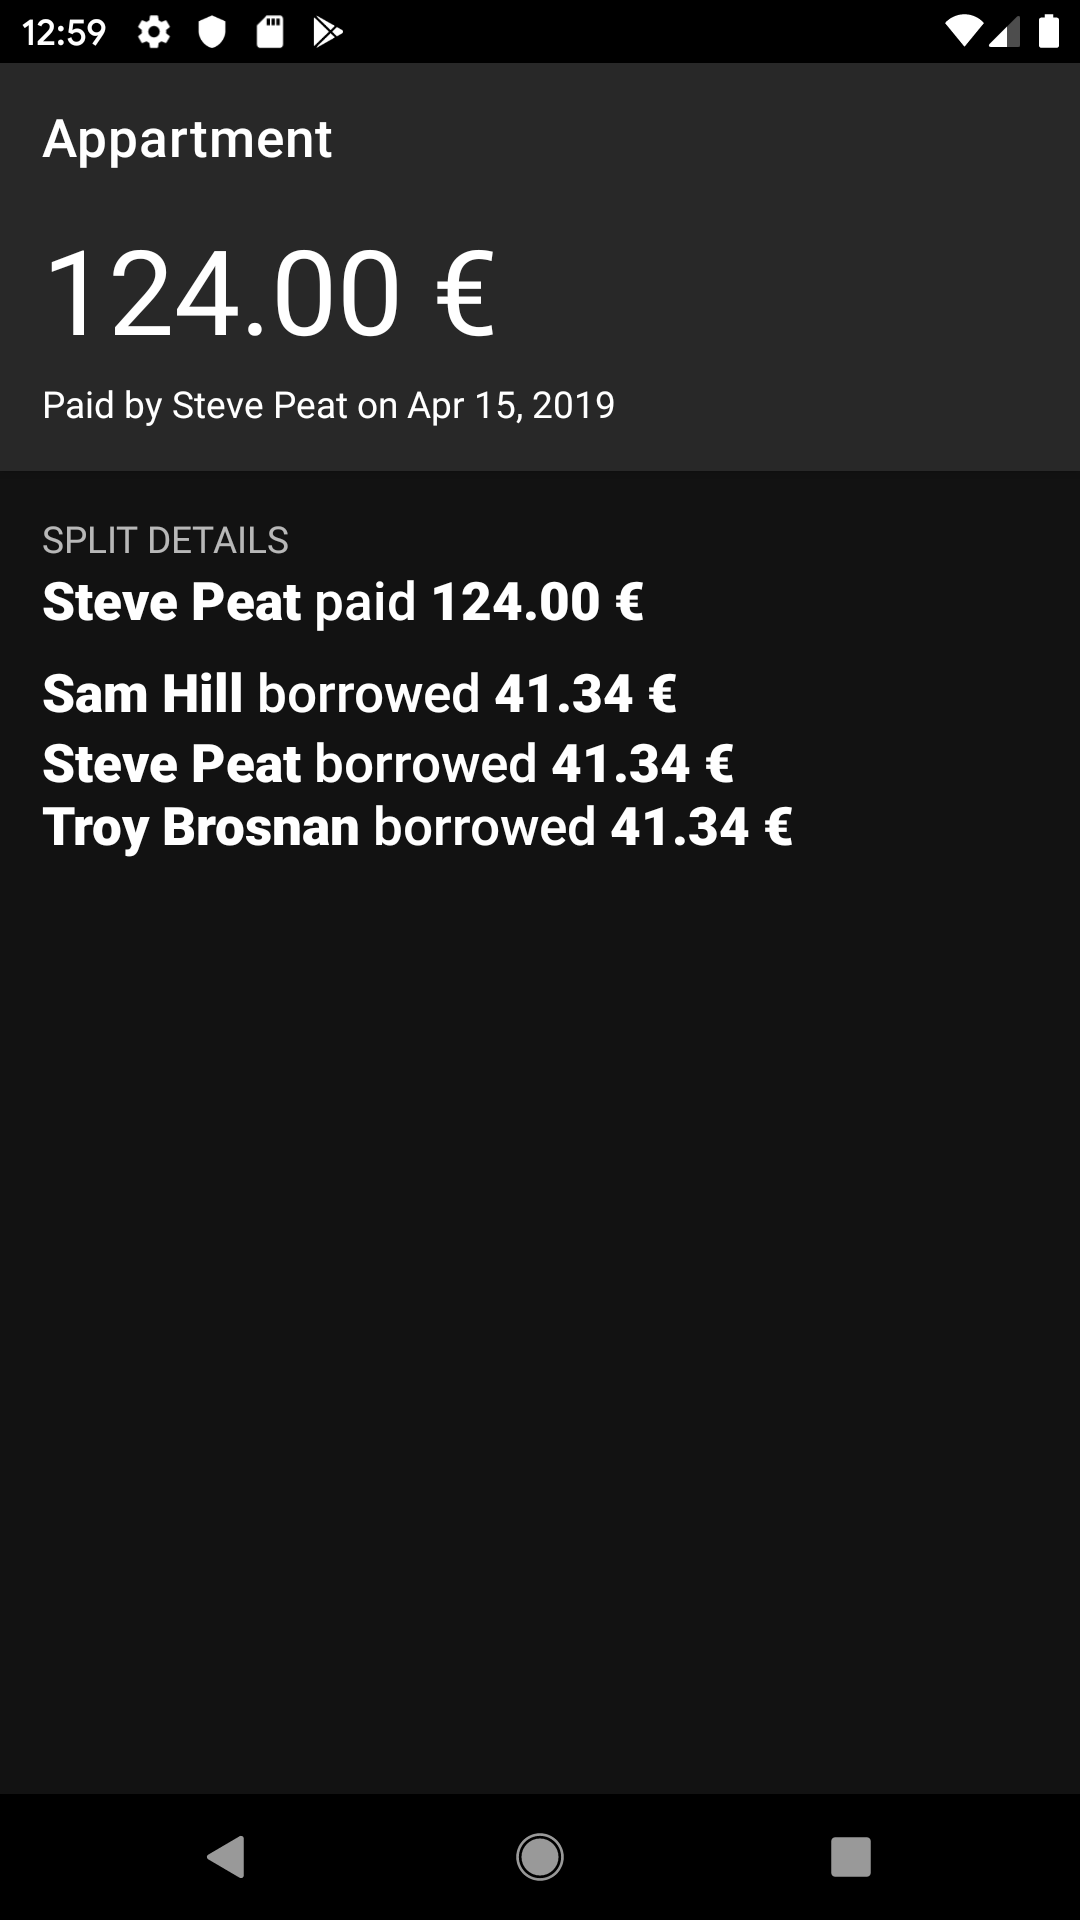 12:59
Appartment
124.00 €
Paid by Steve Peat on Apr 15, 2019
SPLIT DETAILS
Steve Peat paid 124.00 €
Sam Hill borrowed 41.34 €
Steve Peat borrowed 41.34 €
Troy Brosnan borrowed 41.34 €